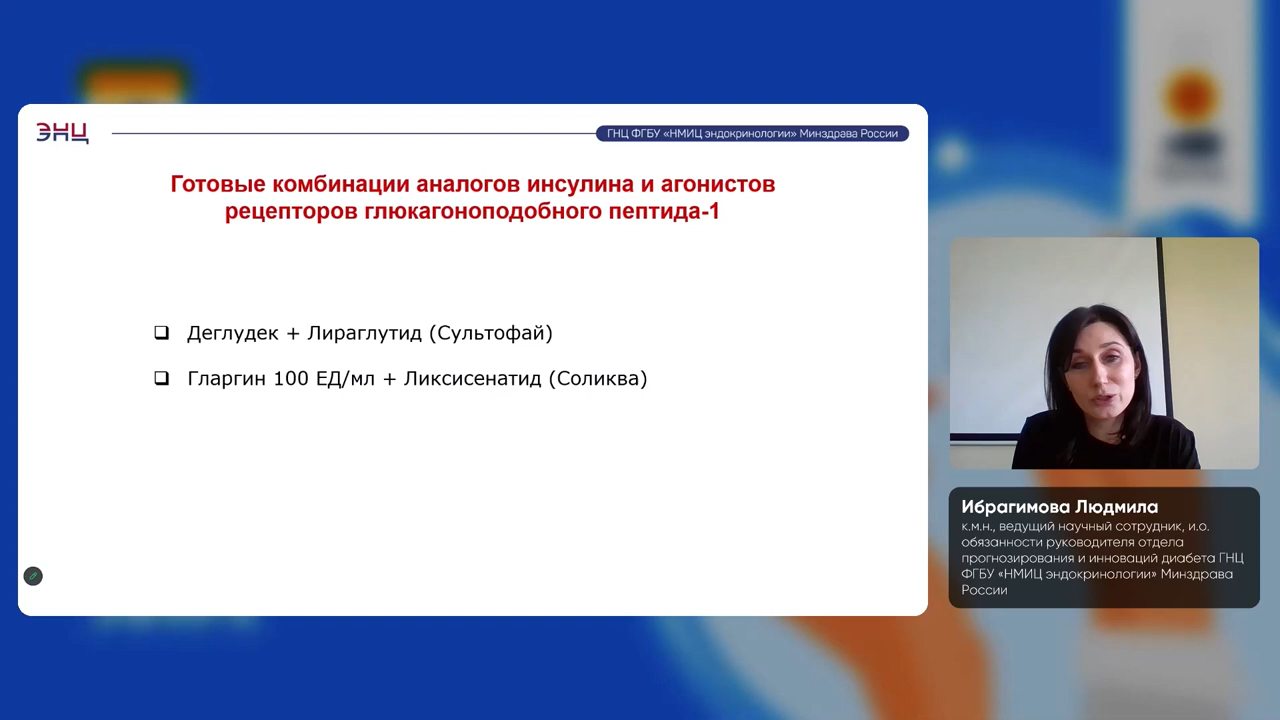 ЭНЦ
ГНЦ ФГБУ «НМИЦ эндокринологии» Минздрава России
Готовые комбинации аналогов инсулина и агонистов
рецепторов глюкагоноподобного пептида-1
Деглудек + Лираглутид (Сультофай)
Гларгин 100 ЕД/мл + Ликсисенатид (Соликва)
Ибрагимова Людмила
к.м.н., ведущий научный сотрудник, и.о.
обязанности руководителя отдела
прогнозирования и инноваций диабета ГНЦ
ФГБУ «НМИЦ эндокринологии» Минздрава
России